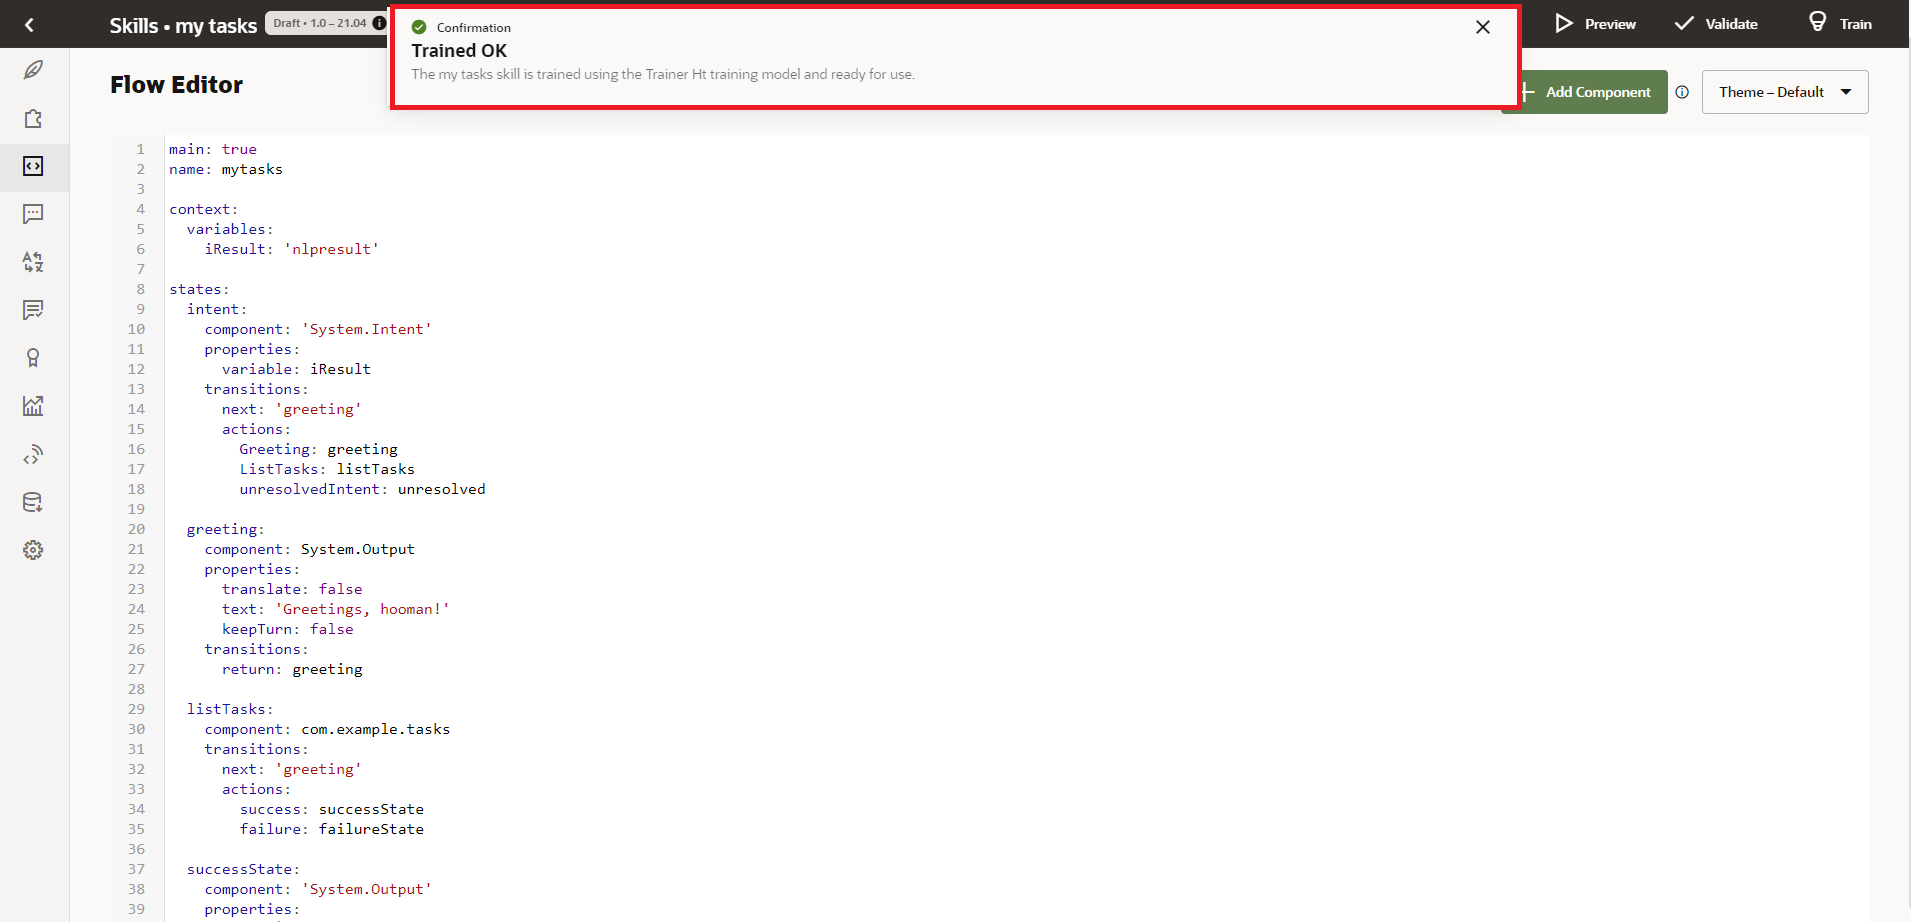 Skills • my tasks
Draft • 1.0 – 21.04
Confirmation
Trained OK
The my tasks skill is trained using the Trainer Ht training model and ready for use.
Preview
Validate
Train
Flow Editor
Add Component
Theme – Default
1 main: true
2 name: mytasks
3
4 context:
5 variables:
6 iResult: 'nlpresult'
7
8 states:
9 intent:
10 component: 'System.Intent'
11 properties:
12 variable: iResult
13 transitions:
14 next: 'greeting'
15 actions:
16 Greeting: greeting
17 ListTasks: listTasks
18 unresolvedIntent: unresolved
19
20 greeting:
21 component: System.Output
22 properties:
23 translate: false
24 text: 'Greetings, hooman!'
25 keepTurn: false
26 transitions:
27 return: greeting
28
29 listTasks:
30 component: com.example.tasks
31 transitions:
32 next: 'greeting'
33 actions:
34 success: successState
35 failure: failureState
36
37 successState:
38 component: 'System.Output'
39 properties: